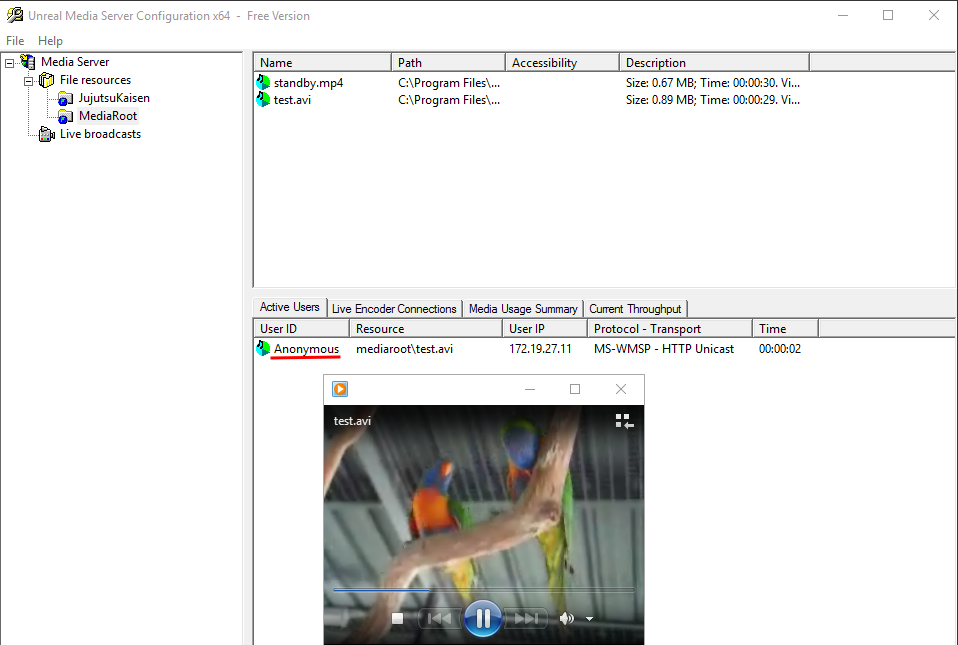 Unreal Media Server Configuration x64 - Free Version
File Help
Media Server
File resources
JujutsuKaisen
MediaRoot
Live broadcasts
Name Path Accessibility Description
standby.mp4 C:\Program Files\... Size: 0.67 MB; Time: 00:00:30. Vi...
test.avi C:\Program Files\... Size: 0.89 MB; Time: 00:00:29. Vi...
Active Users Live Encoder Connections Media Usage Summary Current Throughput
User ID Resource User IP Protocol - Transport Time
Anonymous mediaroot\test.avi 172.19.27.11 MS-WMSP - HTTP Unicast 00:00:02
test.avi